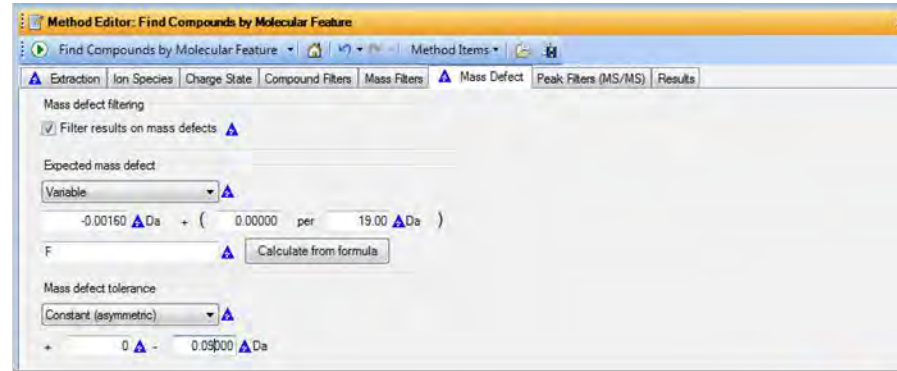 Method Editor: Find Compounds by Molecular Feature
Find Compounds by Molecular Feature Method Items
Extraction Ion Species Charge State Compound Filters Mass Filters Mass Defect Peak Filters (MS/MS) Results
Mass defect filtering
Filter results on mass defects
Expected mass defect
Variable
-0.00160 Da + ( 0.00000 per 19.00 Da )
F Calculate from formula
Mass defect tolerance
Constant (asymmetric)
+ 0 - 0.09000 Da